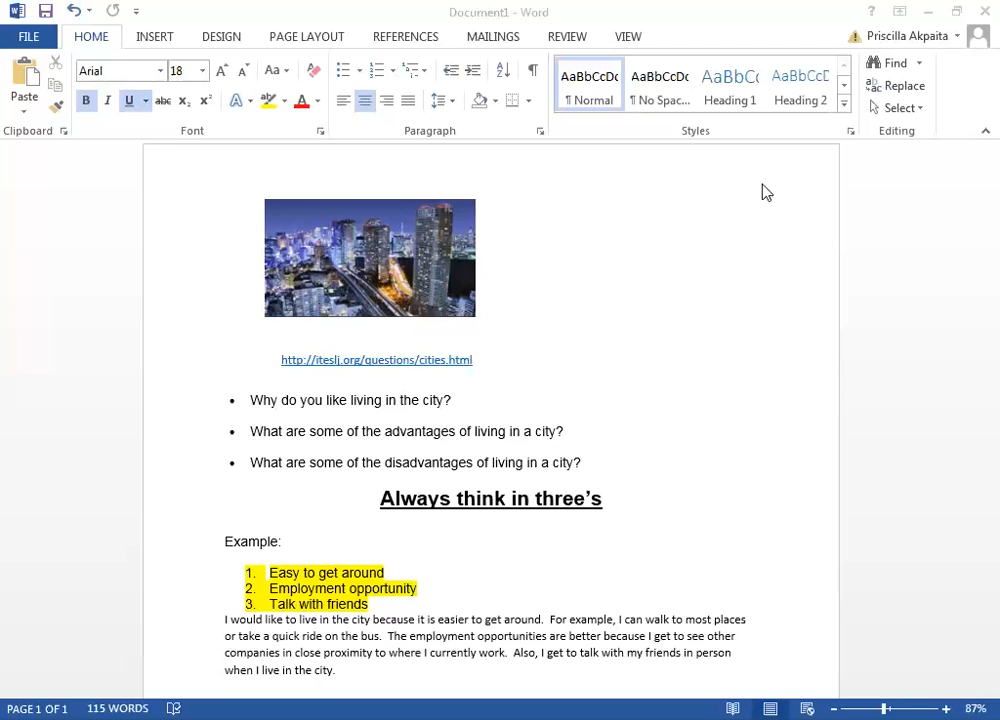 Document1 - Word
FILE HOME INSERT DESIGN PAGE LAYOUT REFERENCES MAILINGS REVIEW VIEW Priscilla Akpaita
Paste
Arial 18 Aa
B I U abc x₂ x² A aby A
AaBbCcDc AaBbCcDc AaBbCc AaBbCcD
¶ Normal ¶ No Spac... Heading 1 Heading 2
Find
Replace
Select
Clipboard Font Paragraph Styles Editing
http://iteslj.org/questions/cities.html
• Why do you like living in the city?
• What are some of the advantages of living in a city?
• What are some of the disadvantages of living in a city?
Always think in three's
Example:
1. Easy to get around
2. Employment opportunity
3. Talk with friends
I would like to live in the city because it is easier to get around. For example, I can walk to most places
or take a quick ride on the bus. The employment opportunities are better because I get to see other
companies in close proximity to where I currently work. Also, I get to talk with my friends in person
when I live in the city.
PAGE 1 OF 1 115 WORDS 87%